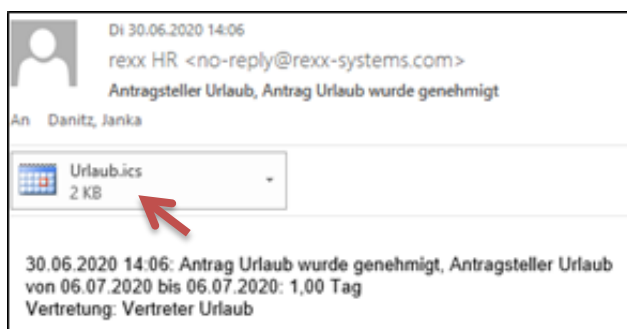 Di 30.06.2020 14:06
rexx HR <no-reply@rexx-systems.com>
Antragsteller Urlaub, Antrag Urlaub wurde genehmigt
An Danitz, Janka
Urlaub.ics
2 KB
30.06.2020 14:06: Antrag Urlaub wurde genehmigt, Antragsteller Urlaub
von 06.07.2020 bis 06.07.2020: 1,00 Tag
Vertretung: Vertreter Urlaub